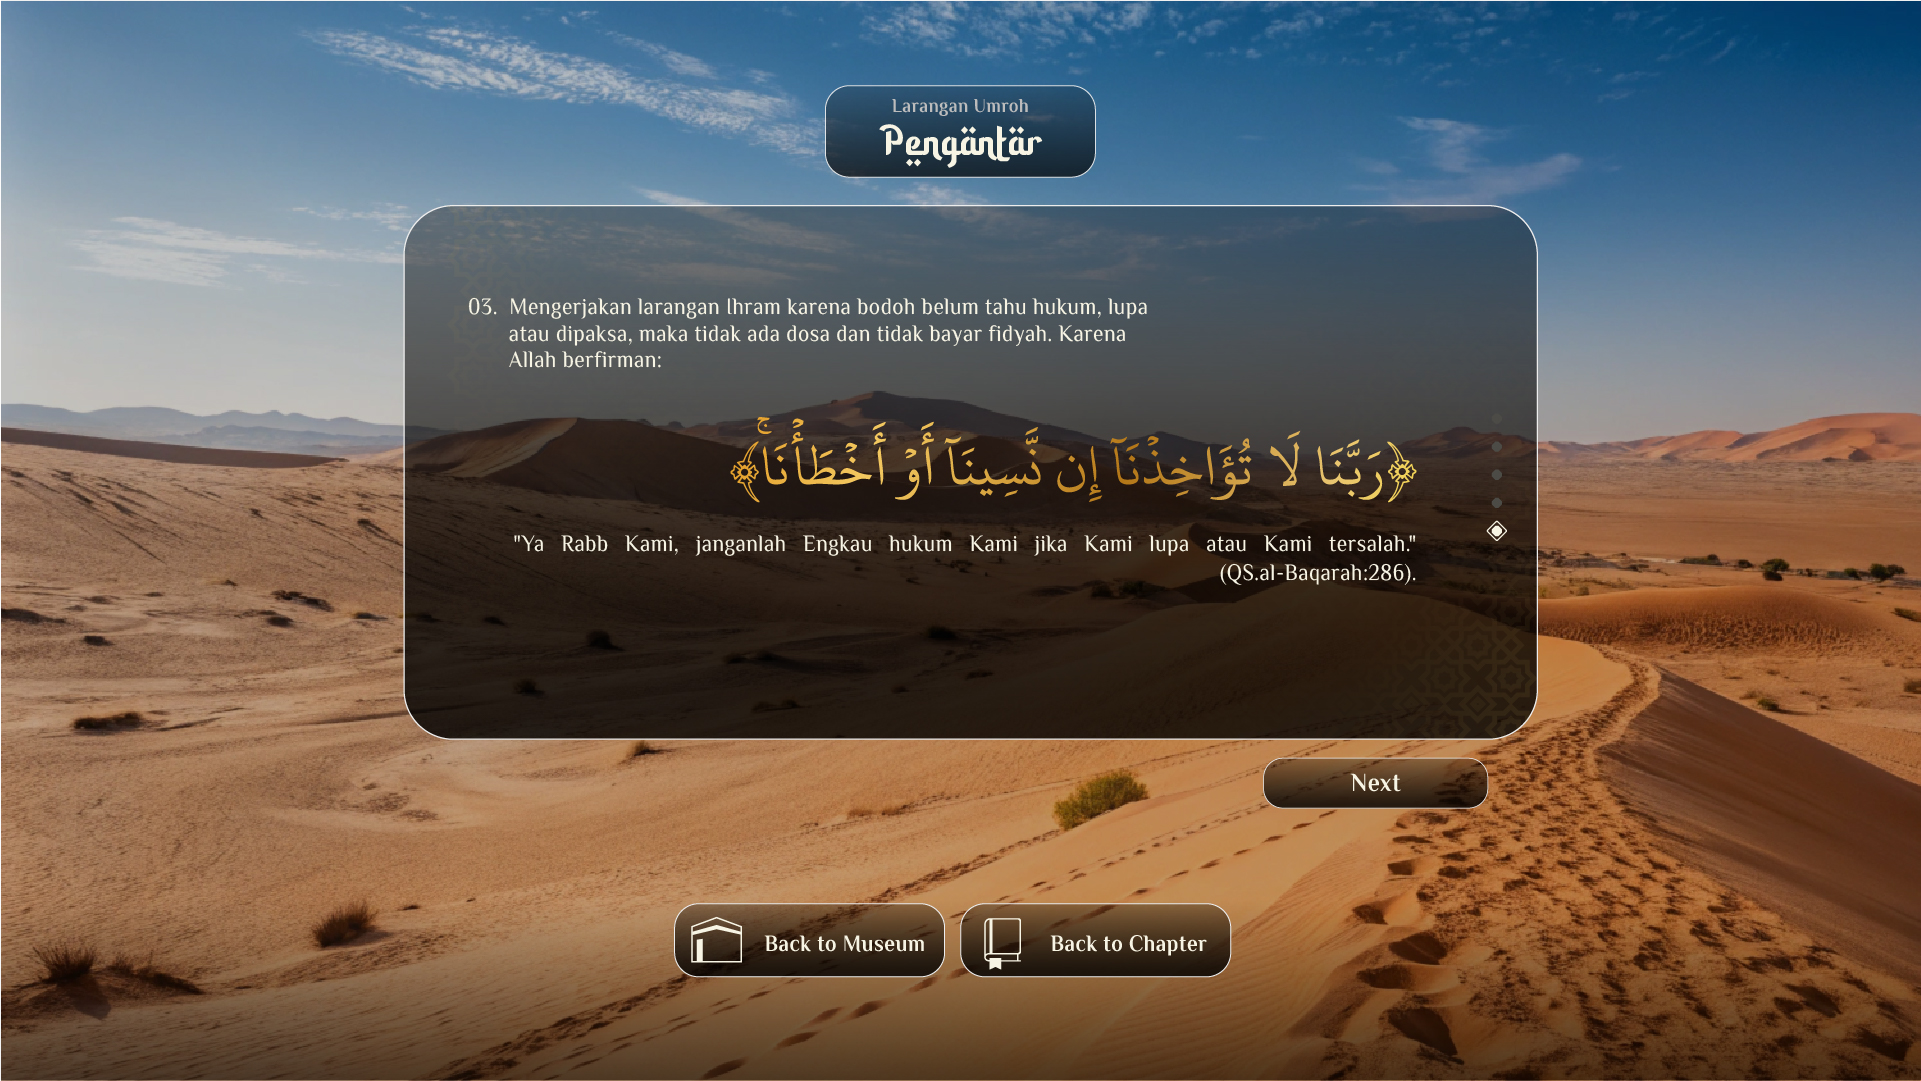 Larangan Umroh
Pengäntär
03. Mengerjakan larangan Ihram karena bodoh belum tahu hukum, lupa
atau dipaksa, maka tidak ada dosa dan tidak bayar fidyah. Karena
Allah berfirman:
﴿رَبَّنَا لَا تُؤَاخِذْنَآ إِن نَّسِينَآ أَوْ أَخْطَأْنَاۚ﴾
"Ya Rabb Kami, janganlah Engkau hukum Kami jika Kami lupa atau Kami tersalah."
(QS.al-Baqarah:286).
Next
Back to Museum
Back to Chapter